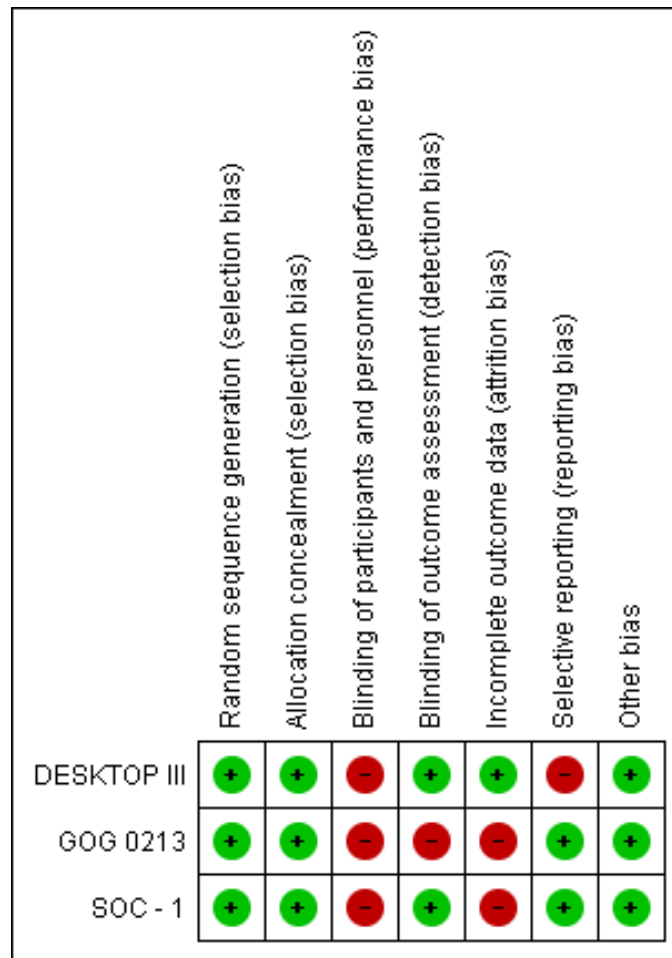 Random sequence generation (selection bias)
Allocation concealment (selection bias)
Blinding of participants and personnel (performance bias)
Blinding of outcome assessment (detection bias)
Incomplete outcome data (attrition bias)
Selective reporting (reporting bias)
Other bias
DESKTOP III + + - + + - +
GOG 0213 + + - - - + +
SOC - 1 + + - + - + +